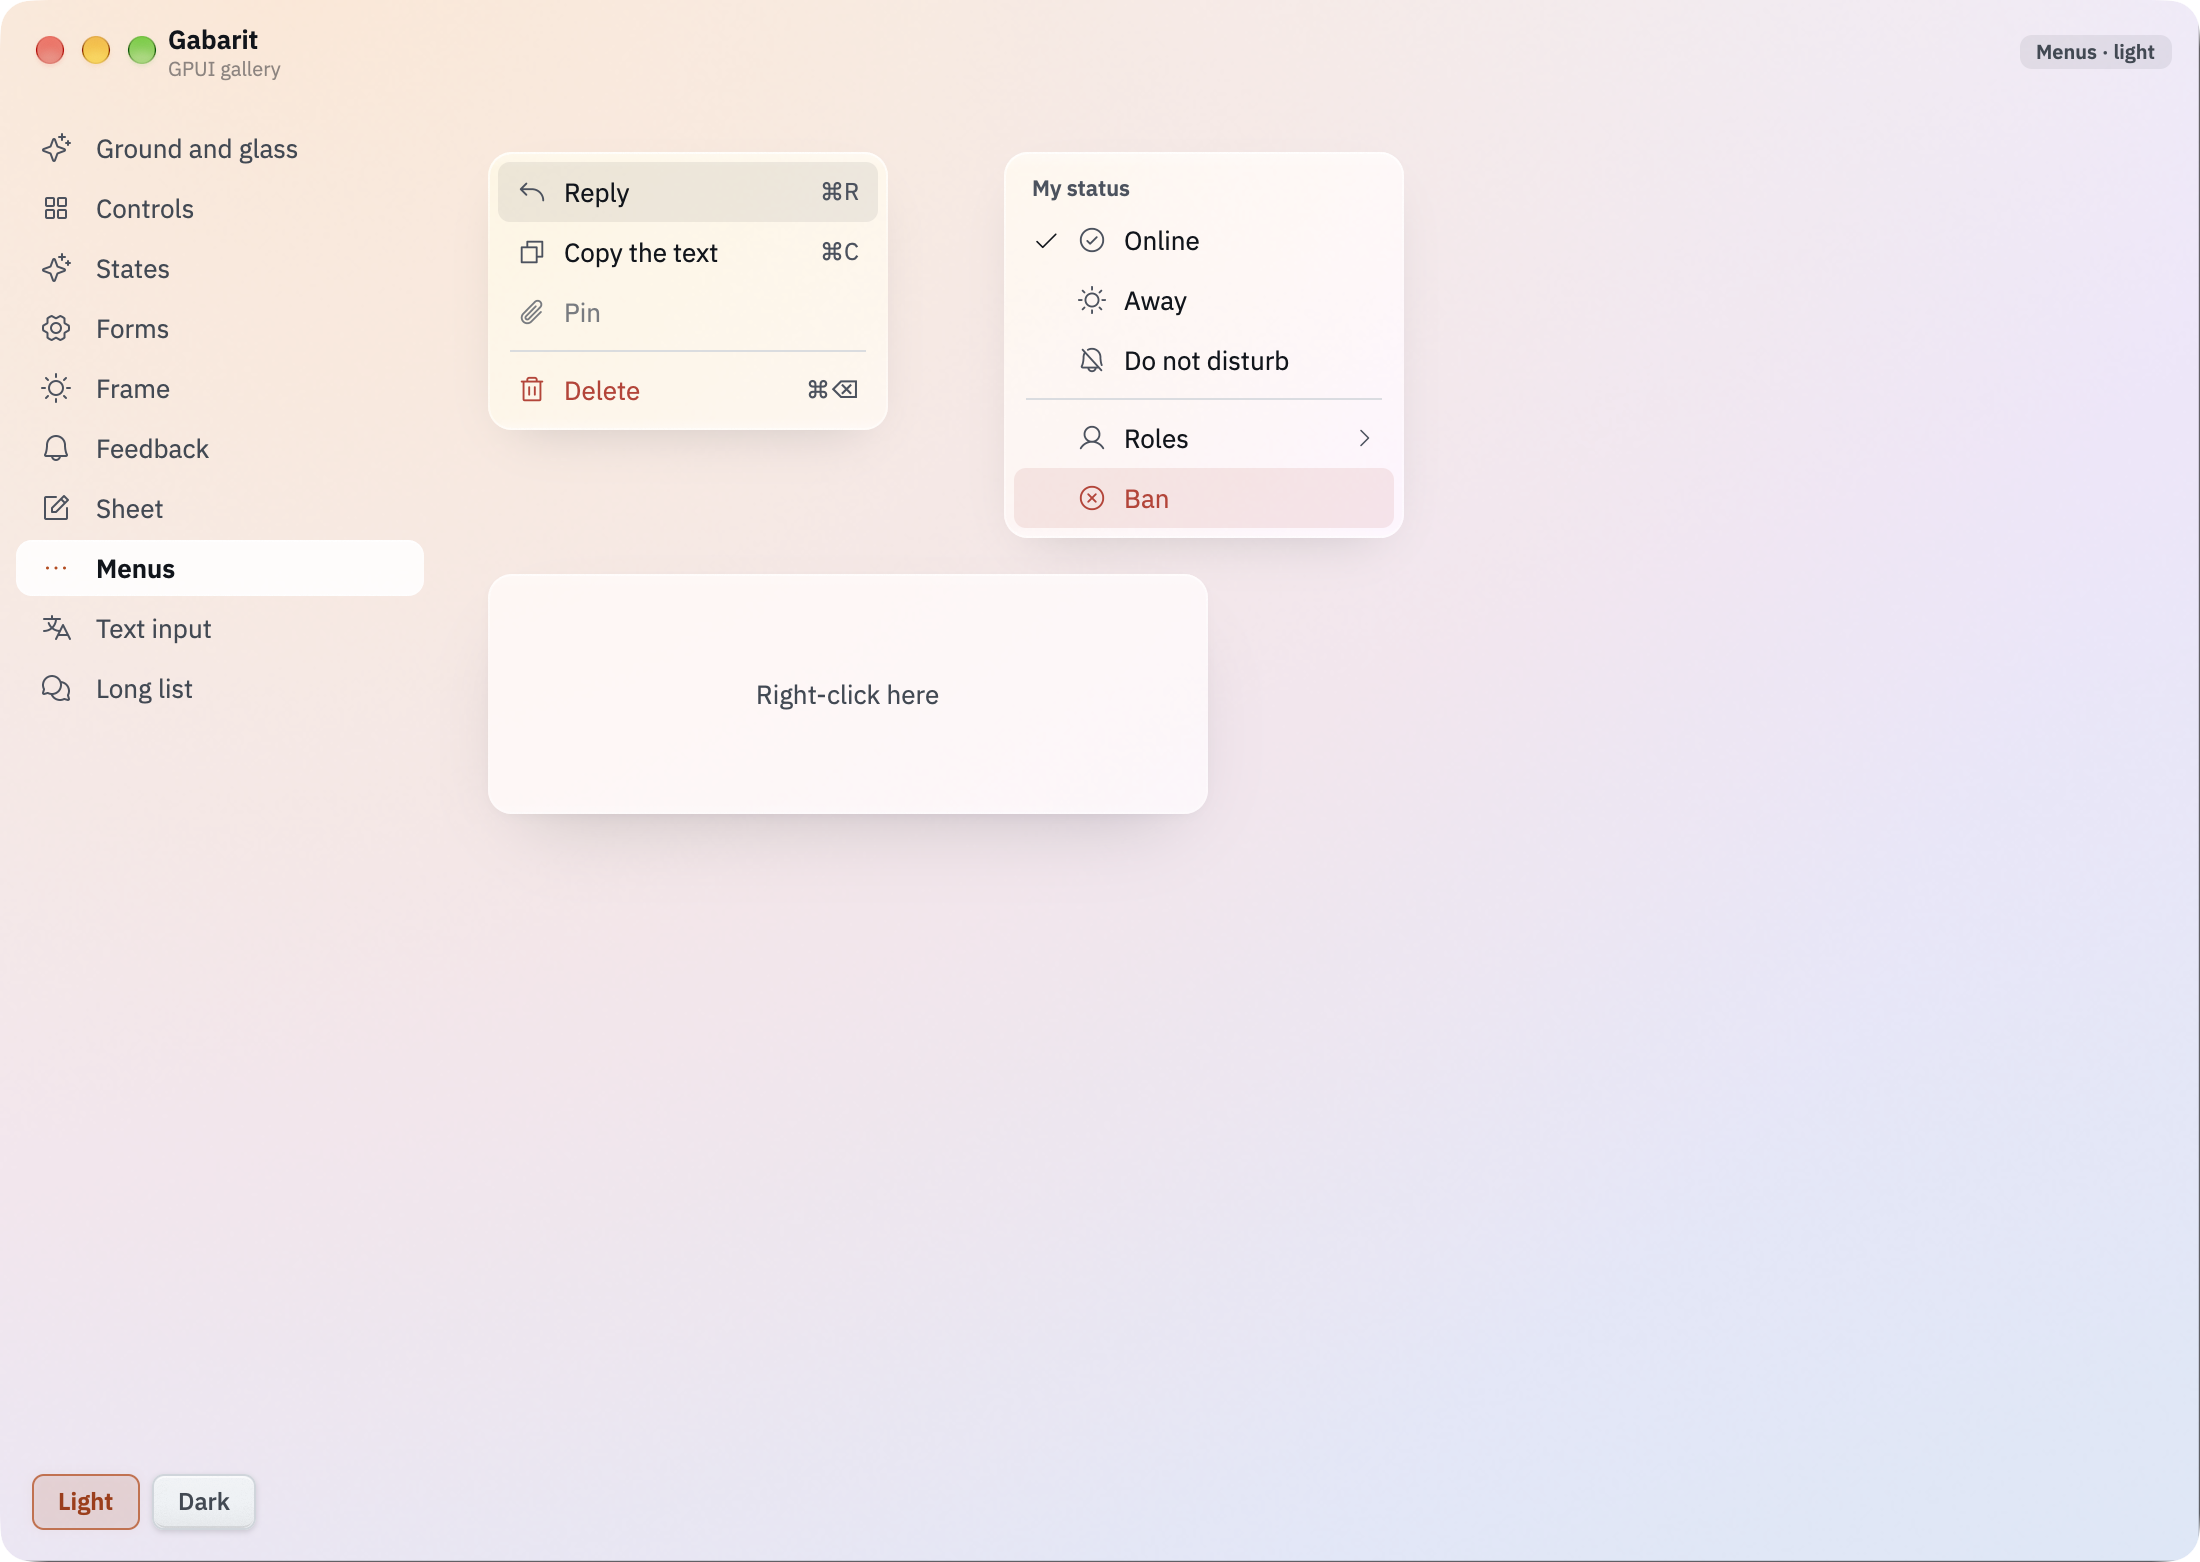 Gabarit
GPUI gallery
Menus · light
Ground and glass
Controls
States
Forms
Frame
Feedback
Sheet
Menus
Text input
Long list
Reply ⌘R
Copy the text ⌘C
Pin
Delete ⌘⌫
My status
Online
Away
Do not disturb
Roles
Ban
Right-click here
Light
Dark